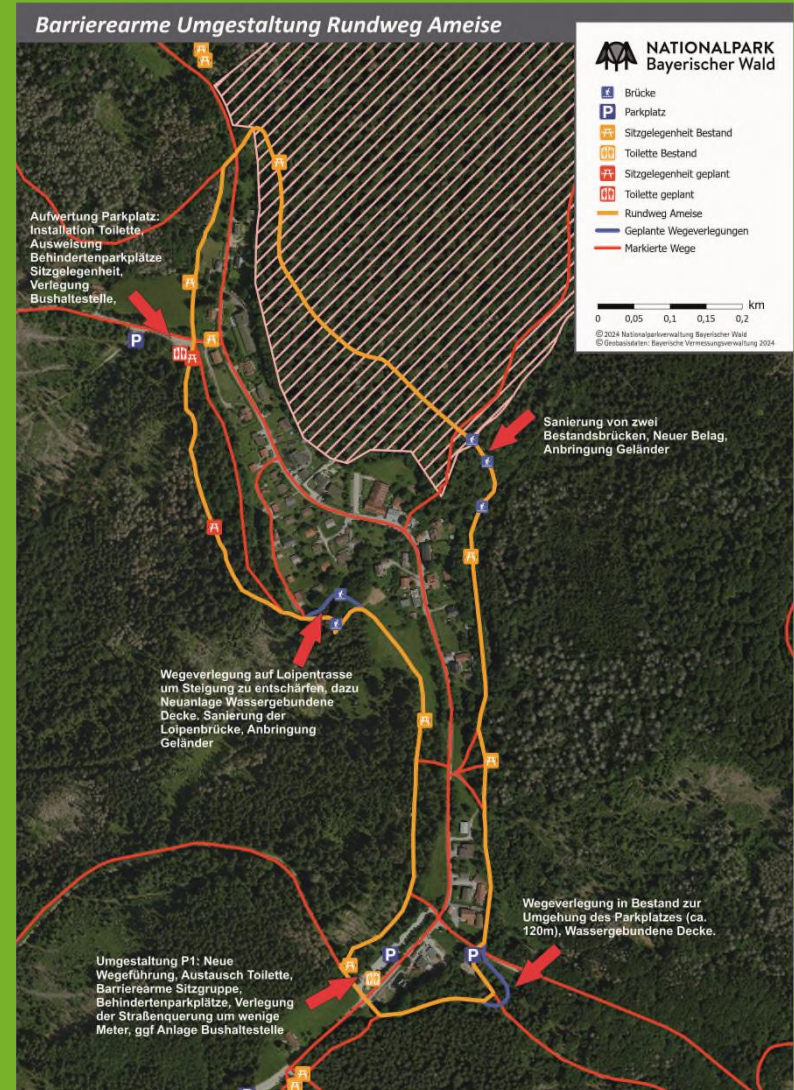 Barrierearme Umgestaltung Rundweg Ameise
NATIONALPARK
Bayerischer Wald
Brücke
P
Parkplatz
Sitzgelegenheit Bestand
Toilette Bestand
Sitzgelegenheit geplant
Toilette geplant
Rundweg Ameise
Geplante Wegeverlegungen
Markierte Wege
km
0 0,05 0,1 0,15 0,2
© 2024 Nationalparkverwaltung Bayerischer Wald
© Geobasisdaten: Bayerische Vermessungsverwaltung 2024
Aufwertung Parkplatz:
Installation Toilette,
Ausweisung
Behindertenparkplätze
Sitzgelegenheit,
Verlegung
Bushaltestelle,
P
Sanierung von zwei
Bestandsbrücken, Neuer Belag,
Anbringung Geländer
Wegeverlegung auf Loipentrasse
um Steigung zu entschärfen, dazu
Neuanlage Wassergebundene
Decke. Sanierung der
Loipenbrücke, Anbringung
Geländer
Wegeverlegung in Bestand zur
Umgehung des Parkplatzes (ca.
120m), Wassergebundene Decke.
P
P
Umgestaltung P1: Neue
Wegeführung, Austausch Toilette,
Barrierearme Sitzgruppe,
Behindertenparkplätze, Verlegung
der Straßenquerung um wenige
Meter, ggf Anlage Bushaltestelle